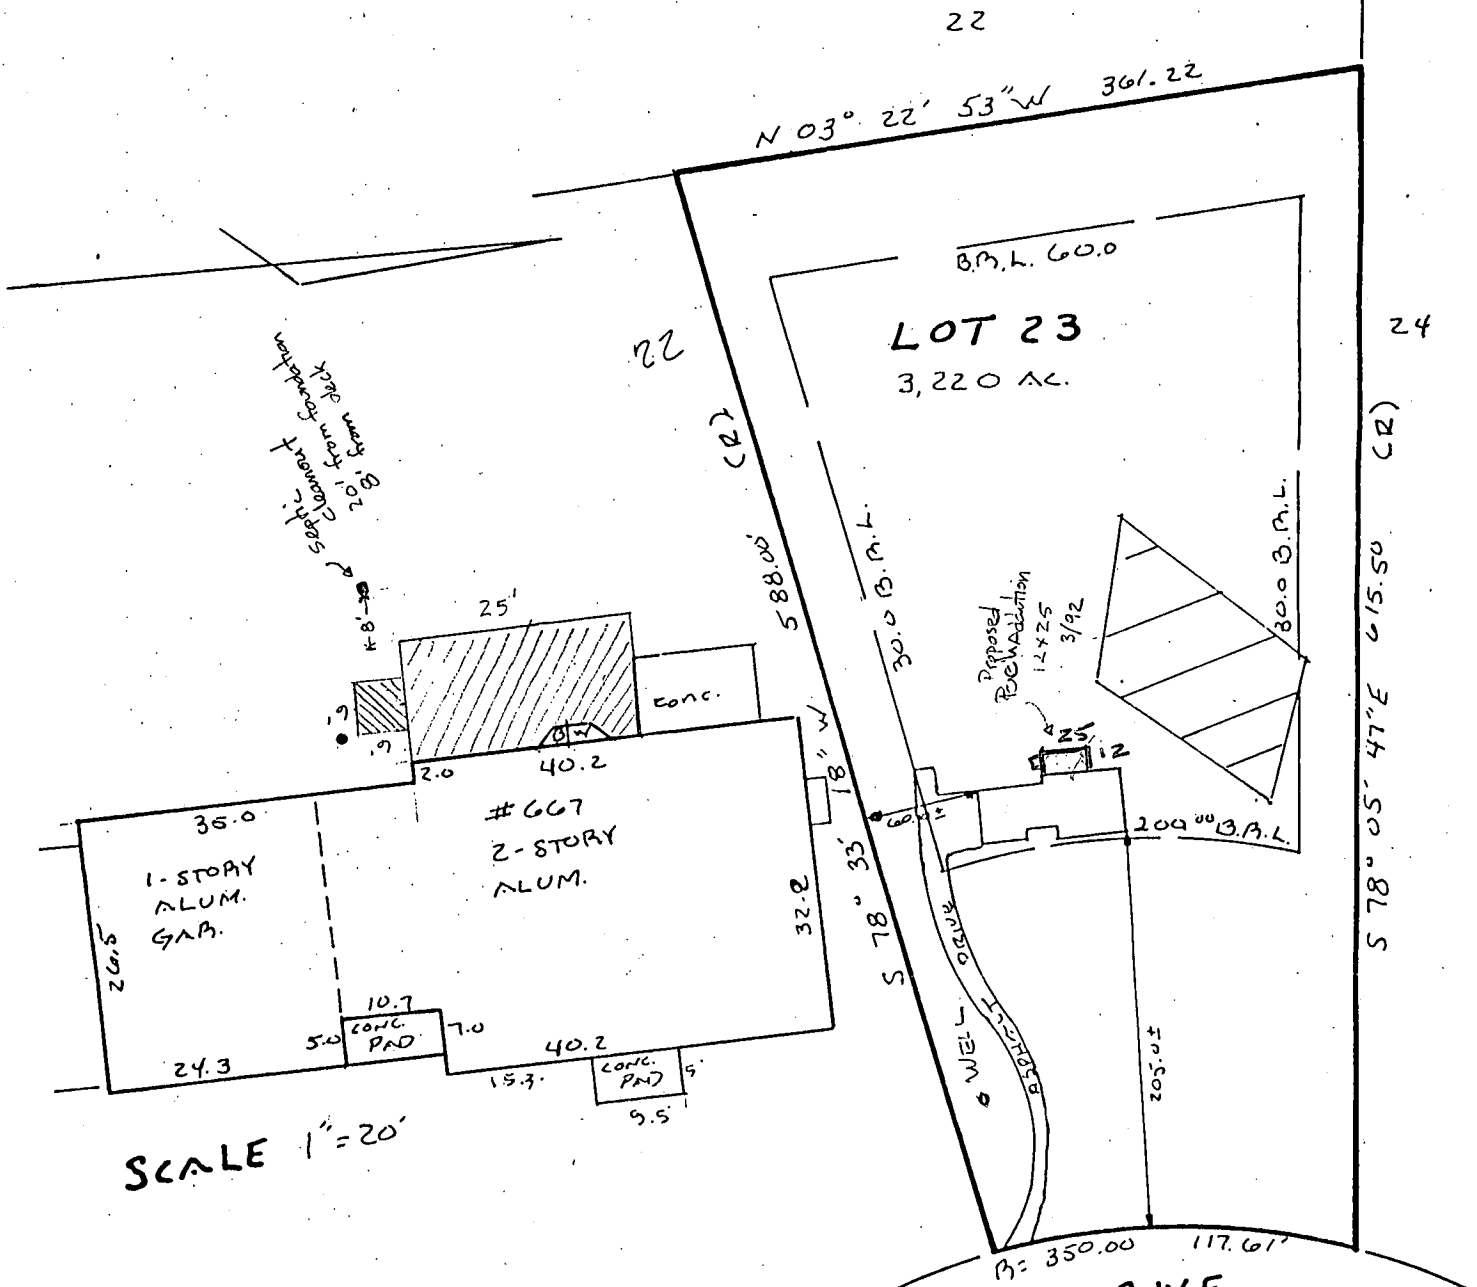 22
N 03° 22' 53" W 361.22
B.R.L. 60.0
LOT 23
3,220 AC.
22
24
(R)
(R)
588.00'
S 78° 33' 18" W
S 78° 05' 47" E 615.50
30.0 B.R.L.
30.0 B.R.L.
Proposed
Porch Addition
12x25
3/92
25
12
60.0±
200.00 B.R.L.
205.0±
ASPHALT DRIVE
WELL
R= 350.00 117.61'
Septic
Cleanout
20' from foundation
8' from deck
25'
6'
6'
CONC.
B W
2.0
40.2
36.0
#667
2-STORY
ALUM.
1-STORY
ALUM.
GAR.
26.5
32.2
10.7
5.0
CONC.
PAD
7.0
24.3
40.2
15.3
CONC.
PAD
5'
9.5'
SCALE 1"=20'